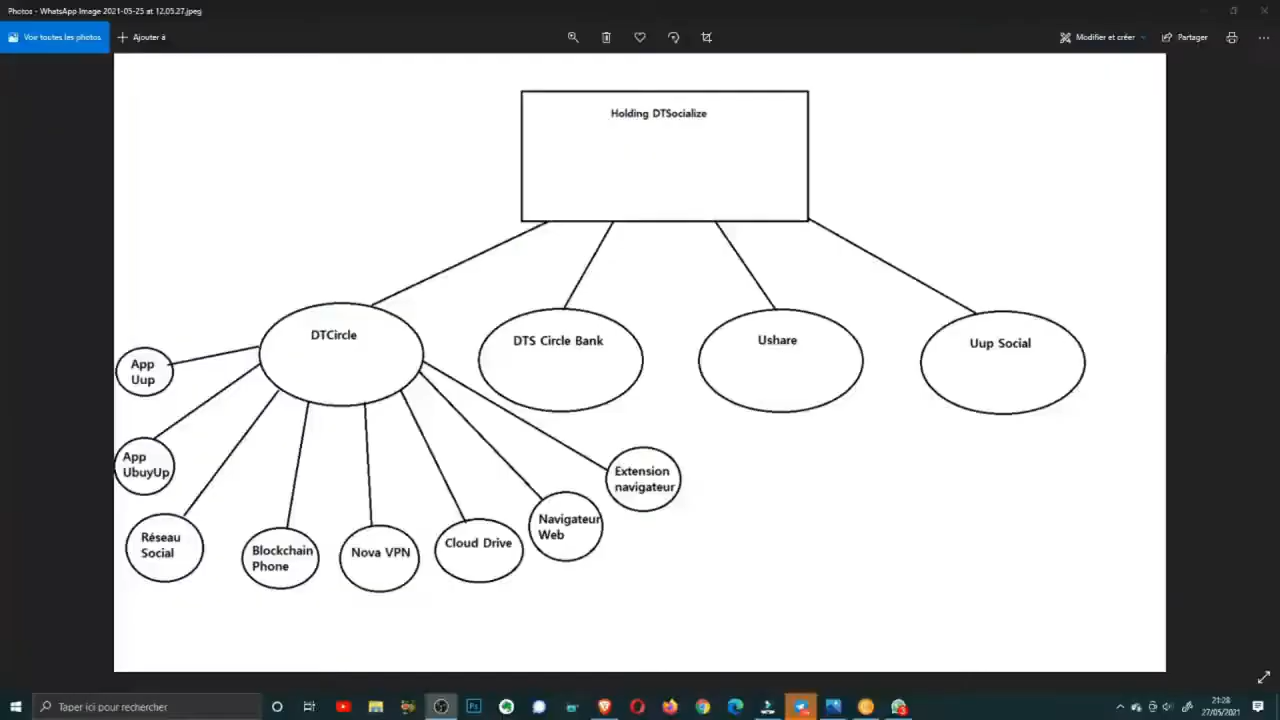 Photos - WhatsApp Image 2021-05-25 at 12.05.27.jpeg
Voir toutes les photos
Ajouter à
Modifier et créer
Partager
Holding DTSocialize
DTCircle
DTS Circle Bank
Ushare
Uup Social
App
Uup
App
UbuyUp
Réseau
Social
Blockchain
Phone
Nova VPN
Cloud Drive
Navigateur
Web
Extension
navigateur
Taper ici pour rechercher
21:28
27/05/2021